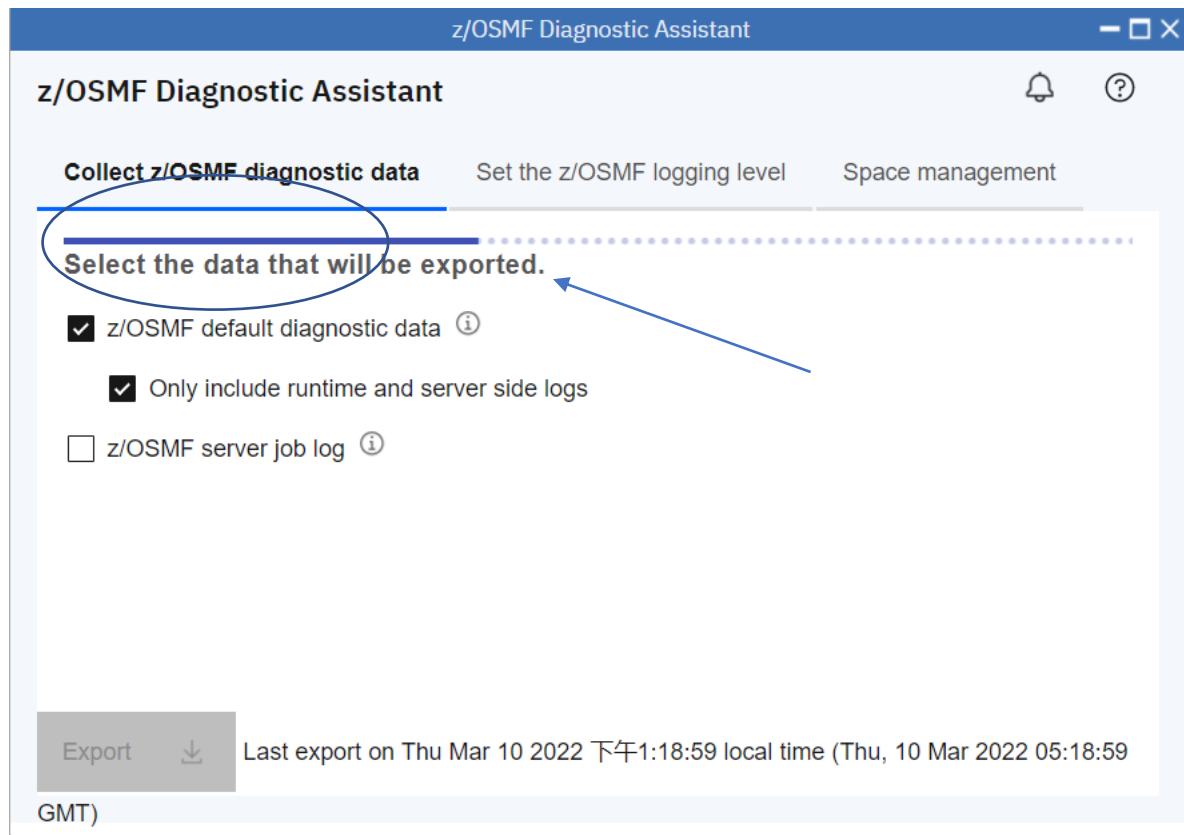 z/OSMF Diagnostic Assistant
z/OSMF Diagnostic Assistant
Collect z/OSMF diagnostic data Set the z/OSMF logging level Space management
Select the data that will be exported.
z/OSMF default diagnostic data
Only include runtime and server side logs
z/OSMF server job log
Export Last export on Thu Mar 10 2022 下午1:18:59 local time (Thu, 10 Mar 2022 05:18:59
GMT)